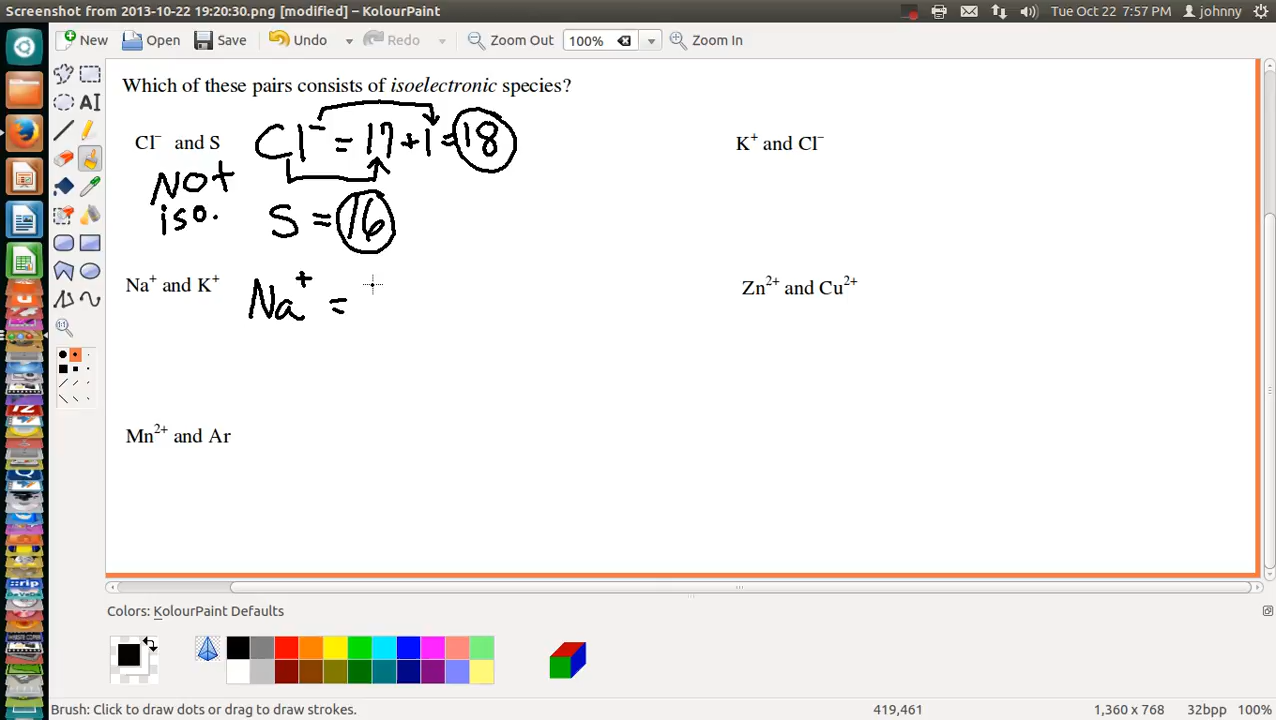 Screenshot from 2013-10-22 19:20:30.png [modified] – KolourPaint
Tue Oct 22 7:57 PM johnny
New Open Save Undo Redo Zoom Out 100% Zoom In
Which of these pairs consists of isoelectronic species?
Cl⁻ and S
Cl⁻ = 17 + 1 = 18
K⁺ and Cl⁻
Not
iso.
S = 16
Na⁺ and K⁺
Na⁺ =
Zn²⁺ and Cu²⁺
Mn²⁺ and Ar
Colors: KolourPaint Defaults
Brush: Click to draw dots or drag to draw strokes.
419,461
1,360 x 768
32bpp
100%